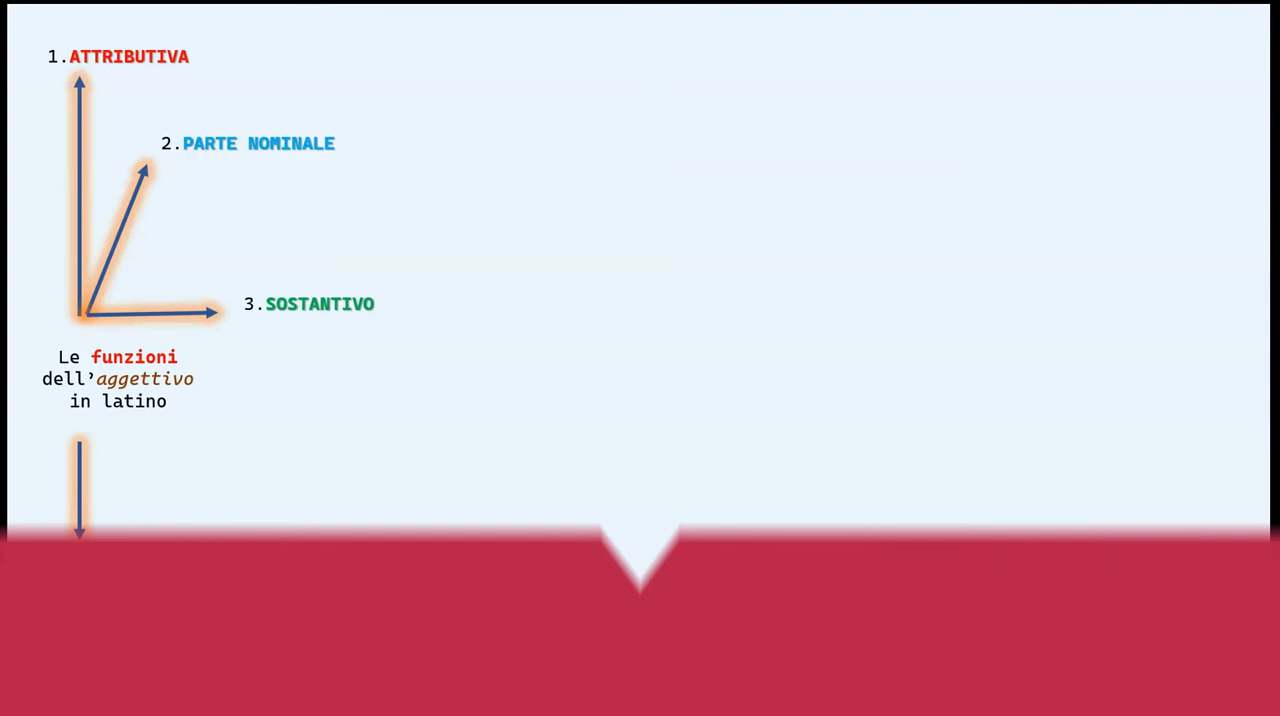 1.ATTRIBUTIVA
2.PARTE NOMINALE
3.SOSTANTIVO
Le funzioni
dell’aggettivo
in latino